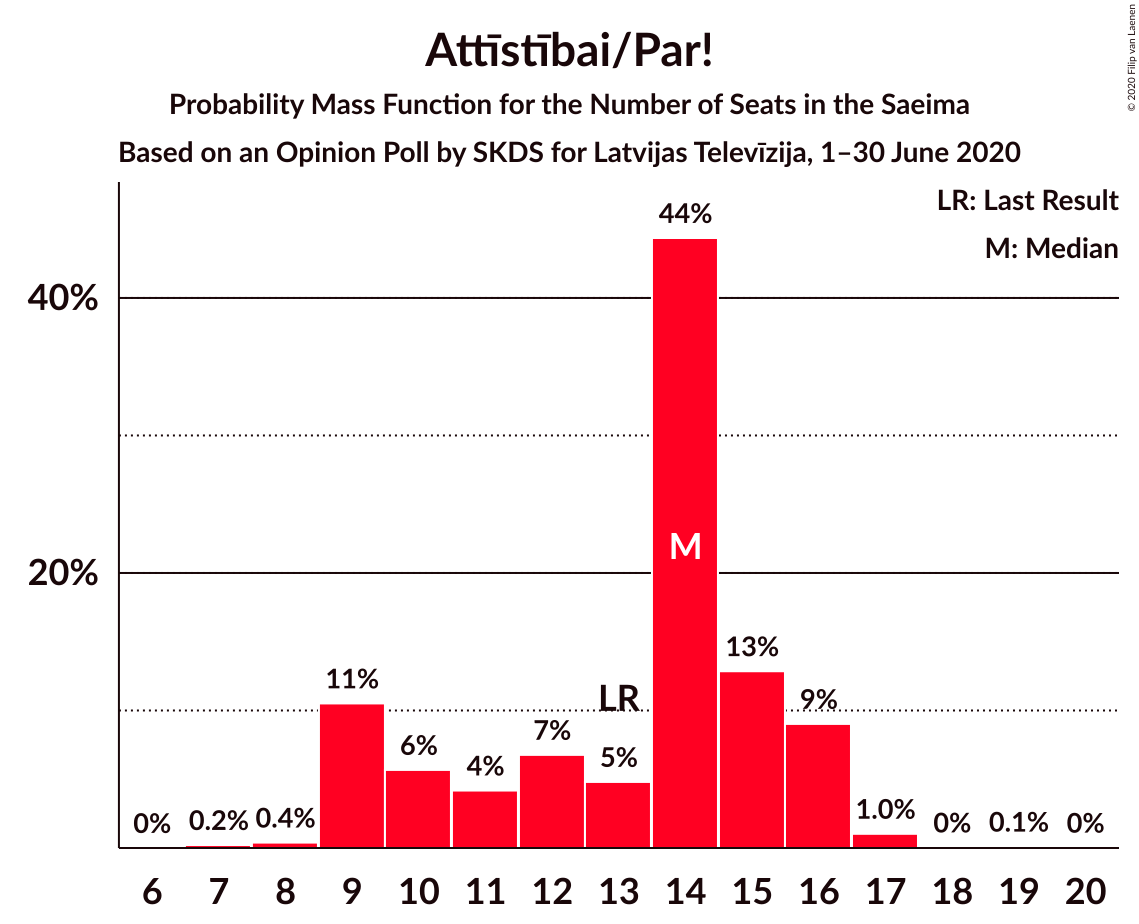 Attīstībai/Par!
Probability Mass Function for the Number of Seats in the Saeima
Based on an Opinion Poll by SKDS for Latvijas Televīzija, 1–30 June 2020
© 2020 Filip van Laenen
LR: Last Result
M: Median
44%
40%
M
20%
13%
11%
LR
9%
7%
6%
5%
4%
1.0%
0%
0.2%
0.4%
0%
0.1%
0%
6 7 8 9 10 11 12 13 14 15 16 17 18 19 20